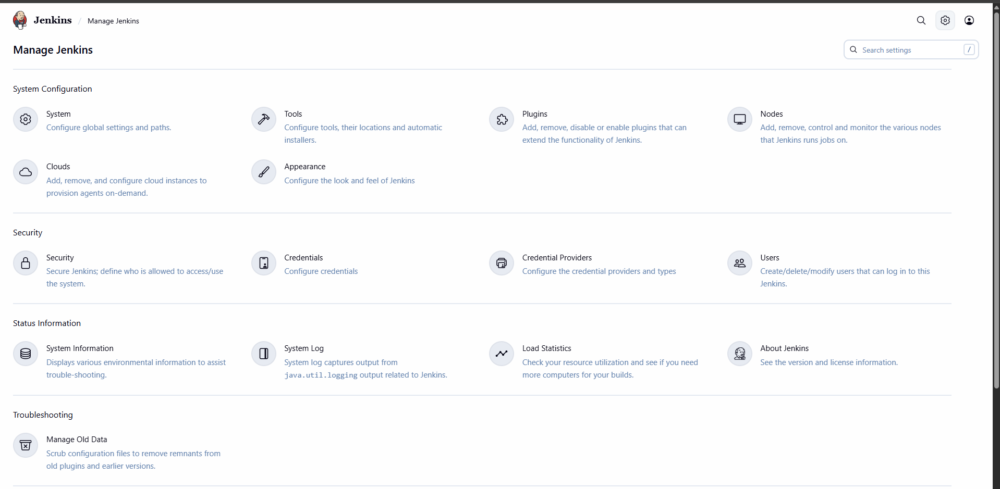 Jenkins / Manage Jenkins
Manage Jenkins
Search settings /
System Configuration
System
Configure global settings and paths.
Tools
Configure tools, their locations and automatic
installers.
Plugins
Add, remove, disable or enable plugins that can
extend the functionality of Jenkins.
Nodes
Add, remove, control and monitor the various nodes
that Jenkins runs jobs on.
Clouds
Add, remove, and configure cloud instances to
provision agents on-demand.
Appearance
Configure the look and feel of Jenkins
Security
Security
Secure Jenkins; define who is allowed to access/use
the system.
Credentials
Configure credentials
Credential Providers
Configure the credential providers and types
Users
Create/delete/modify users that can log in to this
Jenkins.
Status Information
System Information
Displays various environmental information to assist
trouble-shooting.
System Log
System log captures output from
java.util.logging output related to Jenkins.
Load Statistics
Check your resource utilization and see if you need
more computers for your builds.
About Jenkins
See the version and license information.
Troubleshooting
Manage Old Data
Scrub configuration files to remove remnants from
old plugins and earlier versions.